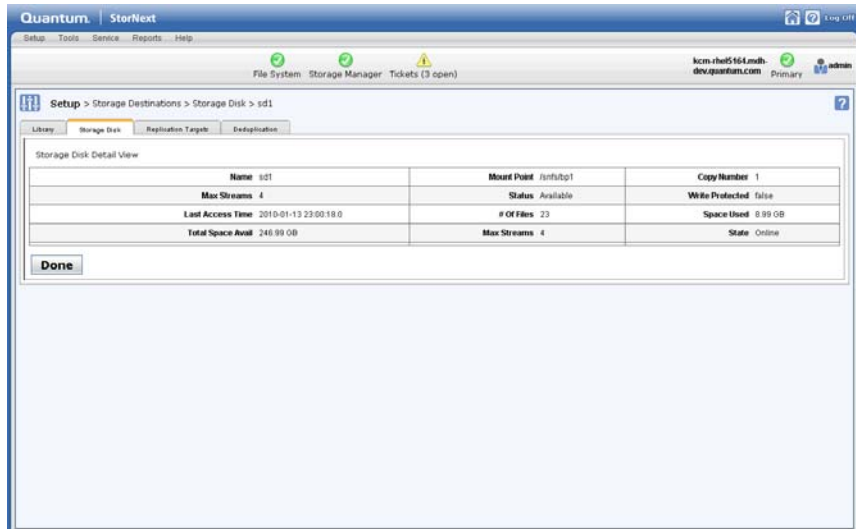 Quantum. StorNext Log Off
Setup Tools Service Reports Help
File System Storage Manager Tickets (3 open)
kcm-rhel5164.mdh-
dev.quantum.com Primary admin
Setup > Storage Destinations > Storage Disk > sd1
Library Storage Disk Replication Targets Deduplication
Storage Disk Detail View
Name sd1 Mount Point /snfs/bp1 Copy Number 1
Max Streams 4 Status Available Write Protected false
Last Access Time 2010-01-13 23:00:18.0 # Of Files 23 Space Used 8.99 GB
Total Space Avail 246.99 GB Max Streams 4 State Online
Done